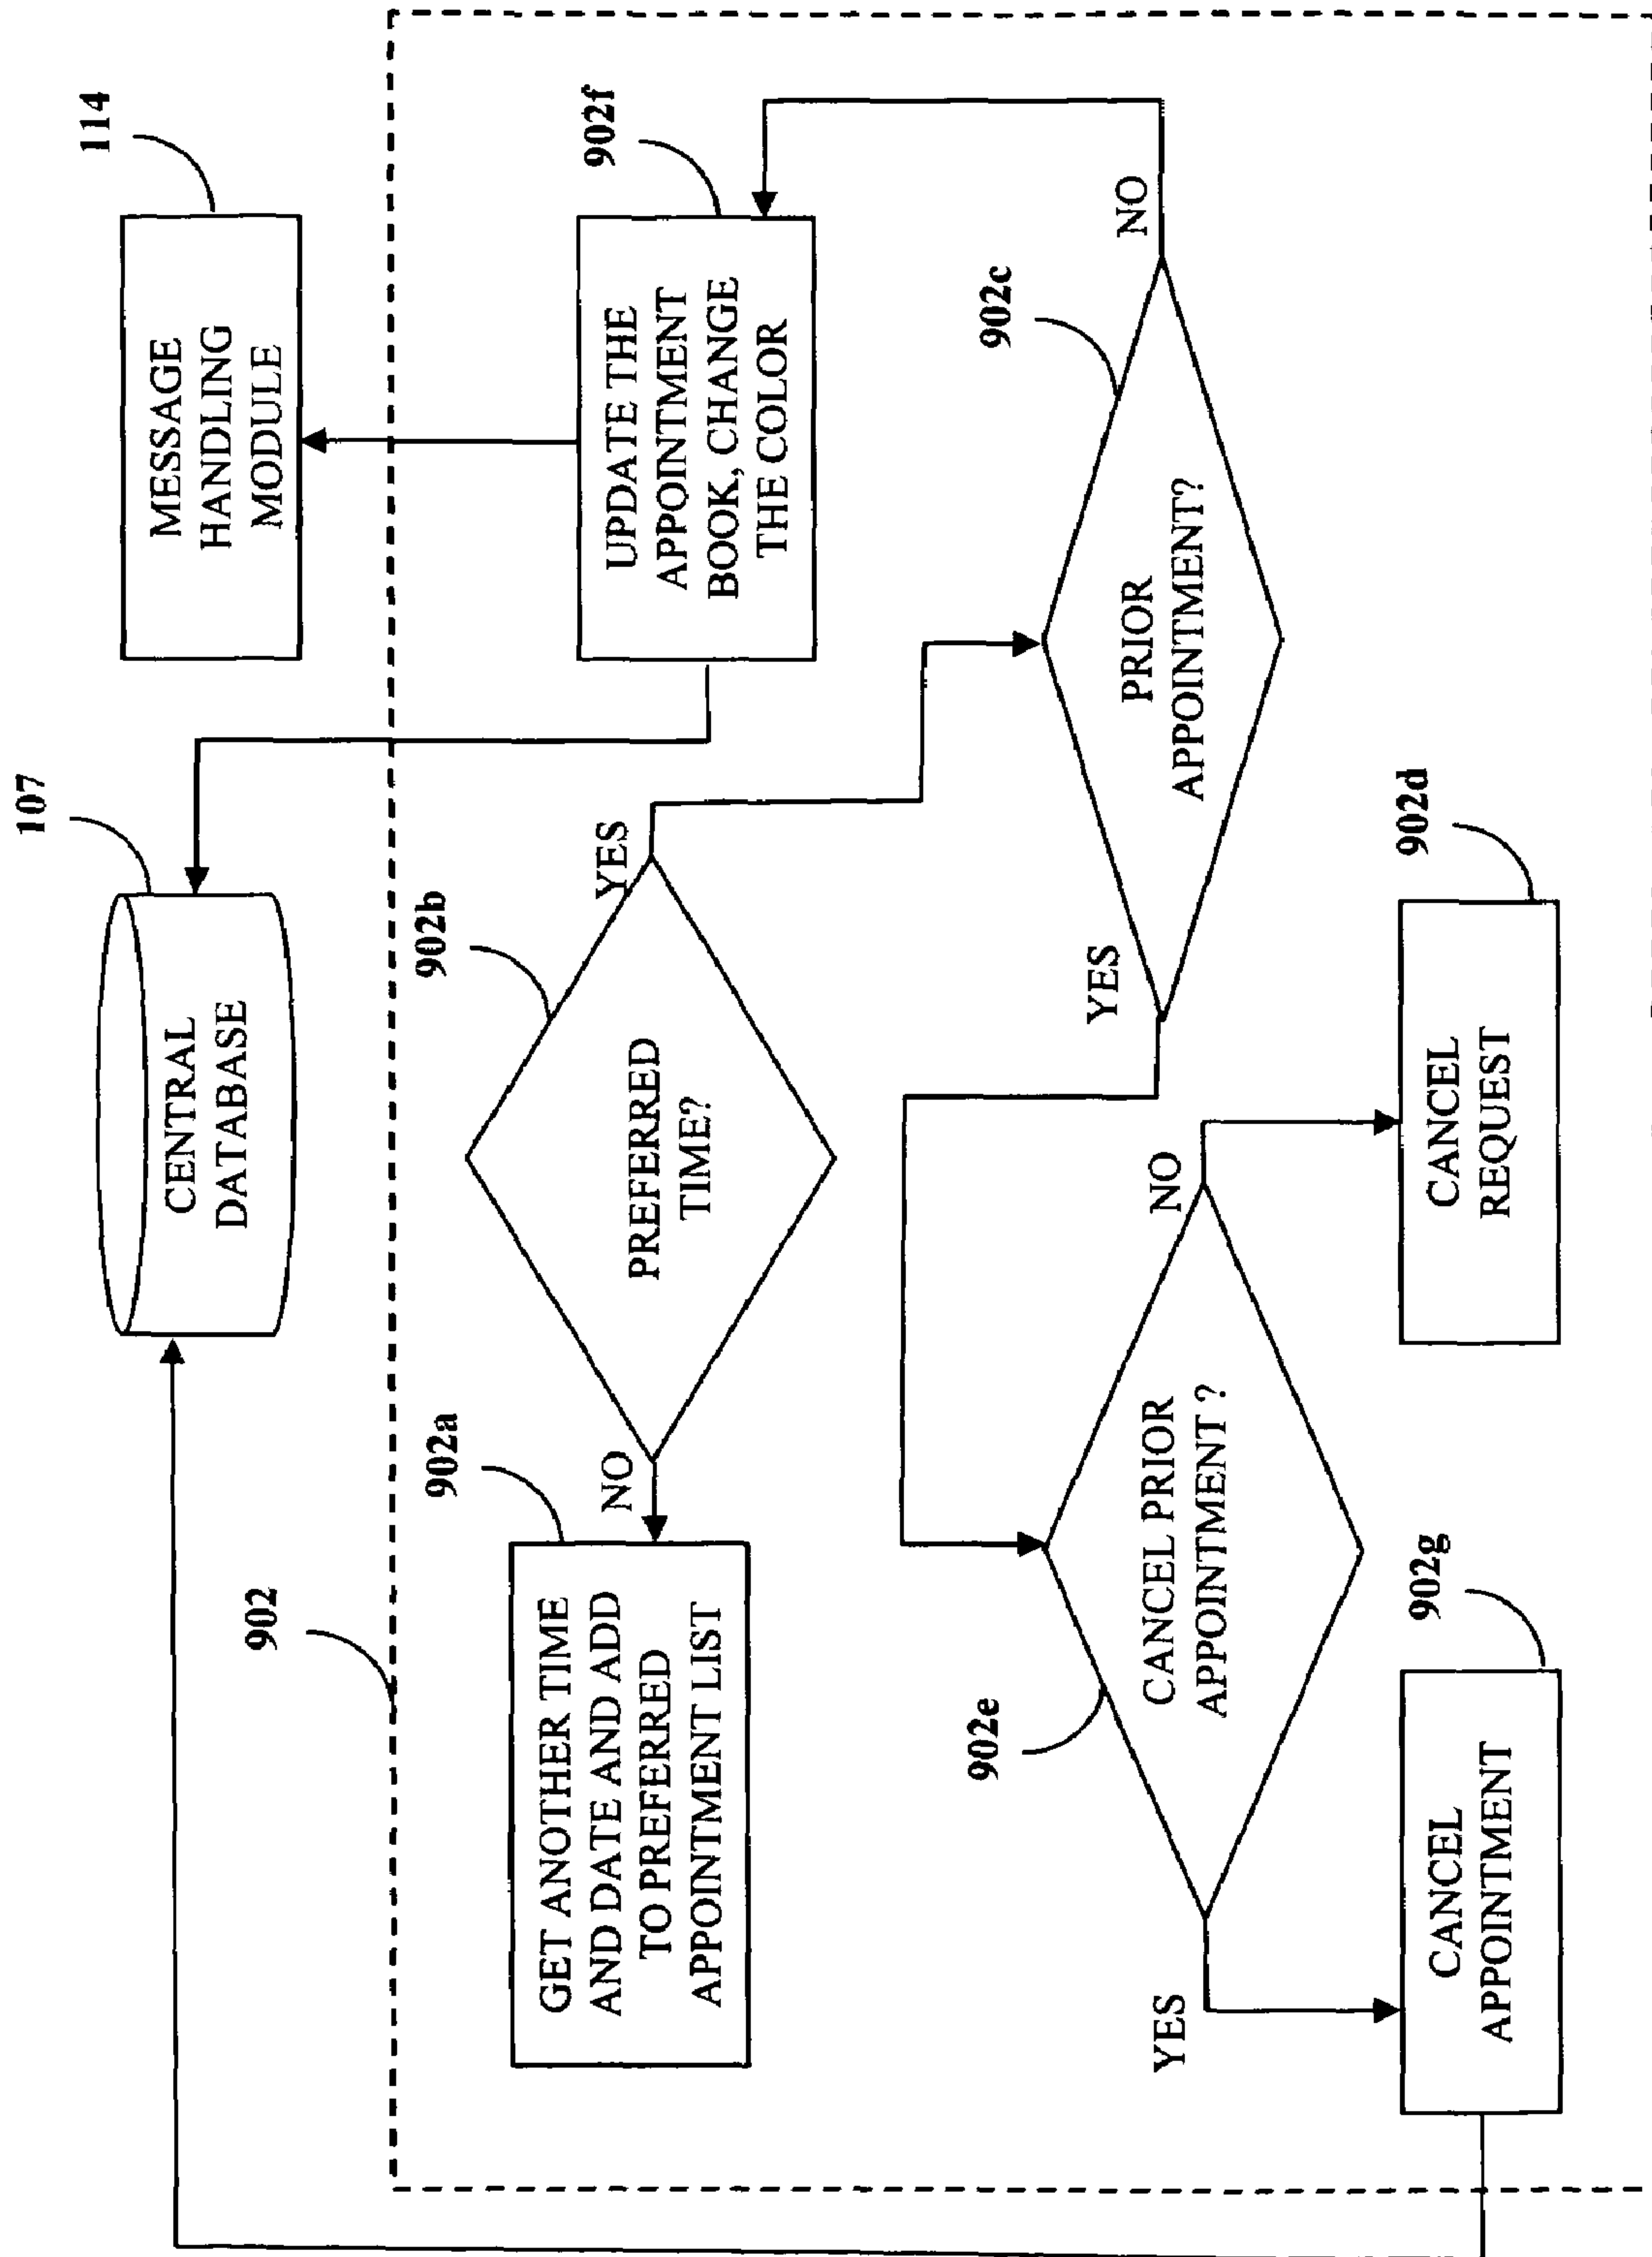 107
114
CENTRAL
DATABASE
MESSAGE
HANDLING
MODULE
902
902a
902b
902f
GET ANOTHER TIME
AND DATE AND ADD
TO PREFERRED
APPOINTMENT LIST
NO
PREFERRED
TIME?
YES
UPDATE THE
APPOINTMENT
BOOK, CHANGE
THE COLOR
902e
902c
YES
CANCEL PRIOR
APPOINTMENT ?
NO
YES
PRIOR
APPOINTMENT?
NO
902g
902d
CANCEL
APPOINTMENT
CANCEL
REQUEST